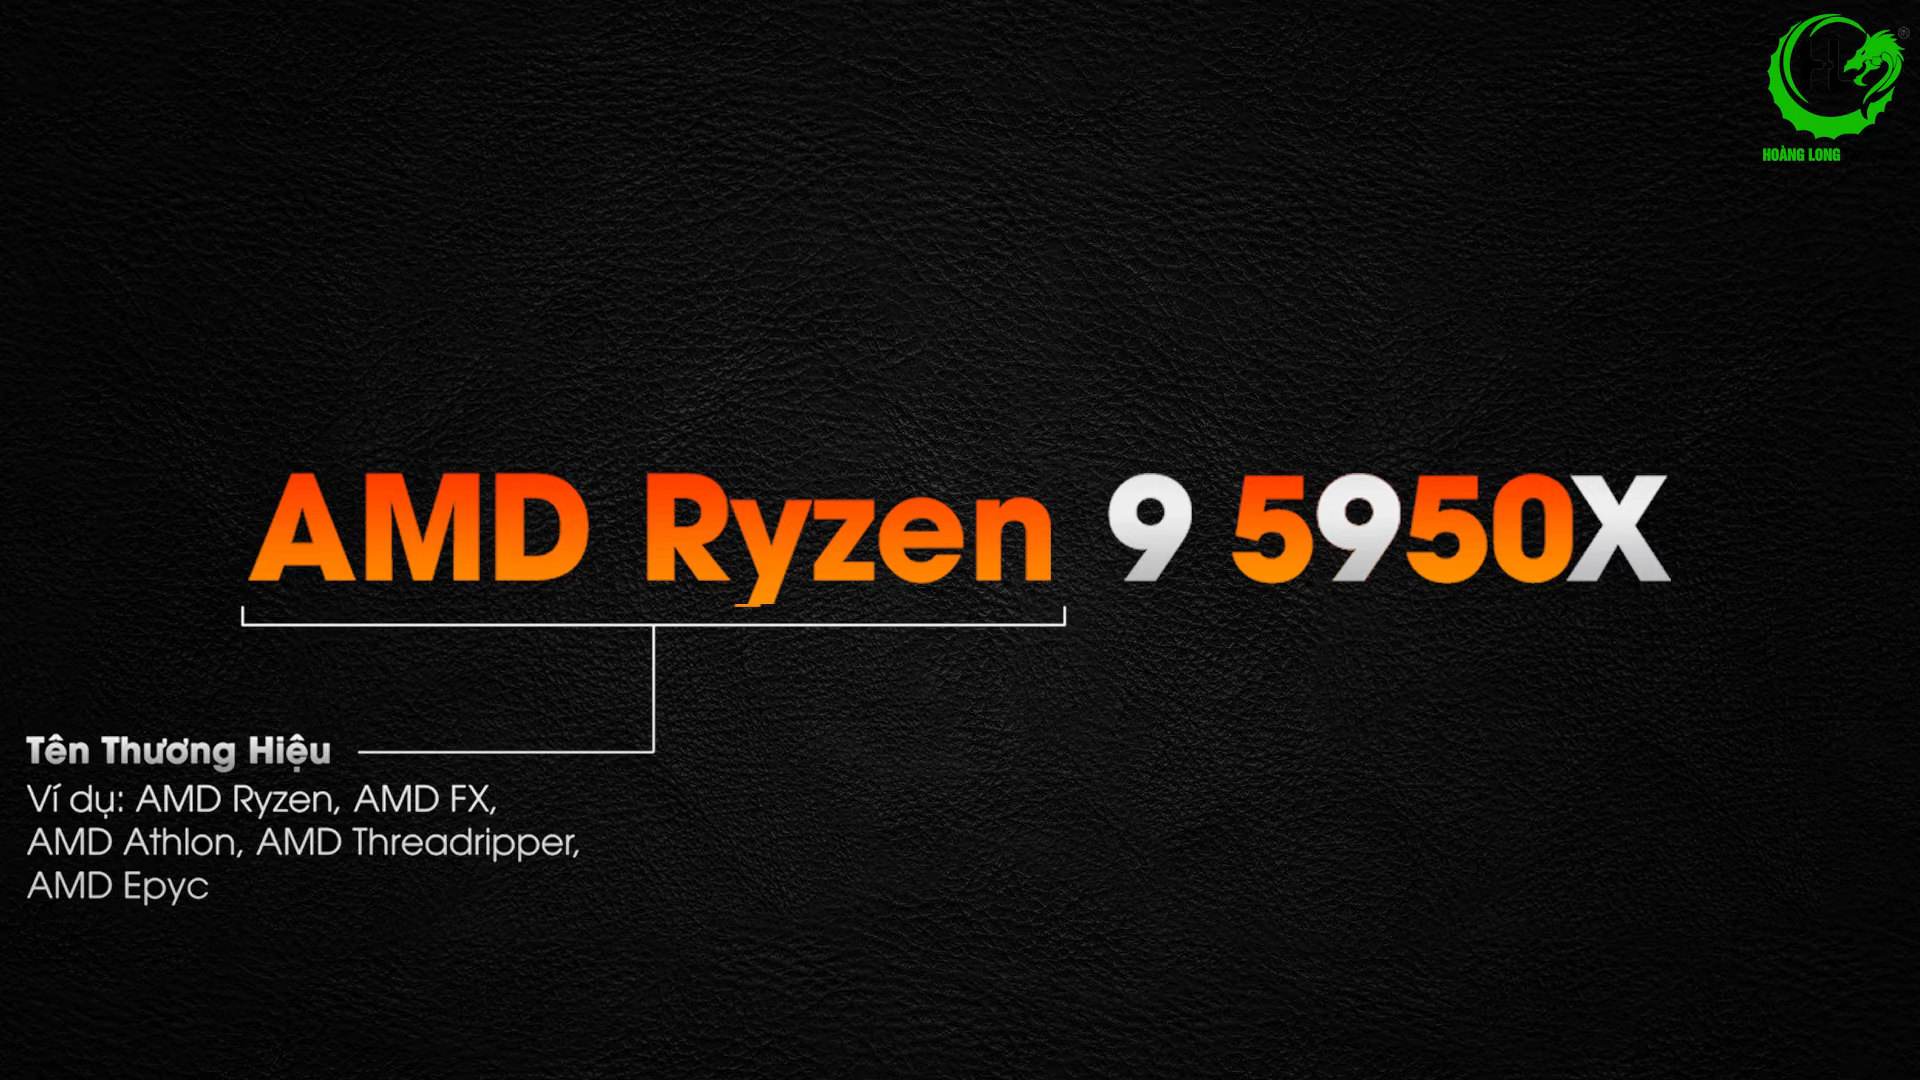 HOÀNG LONG
AMD Ryzen 9 5950X
Tên Thương Hiệu
Ví dụ: AMD Ryzen, AMD FX,
AMD Athlon, AMD Threadripper,
AMD Epyc